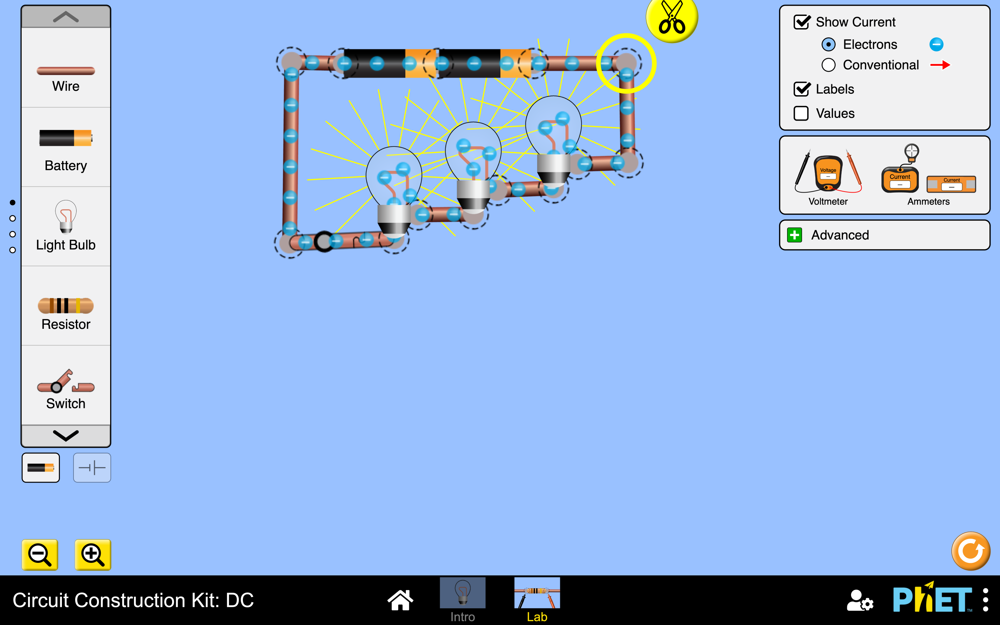 Wire
Battery
Light Bulb
Resistor
Switch
Show Current
Electrons
Conventional
Labels
Values
Voltage
Current
Current
Voltmeter
Ammeters
Advanced
Circuit Construction Kit: DC
Intro
Lab
PhET™